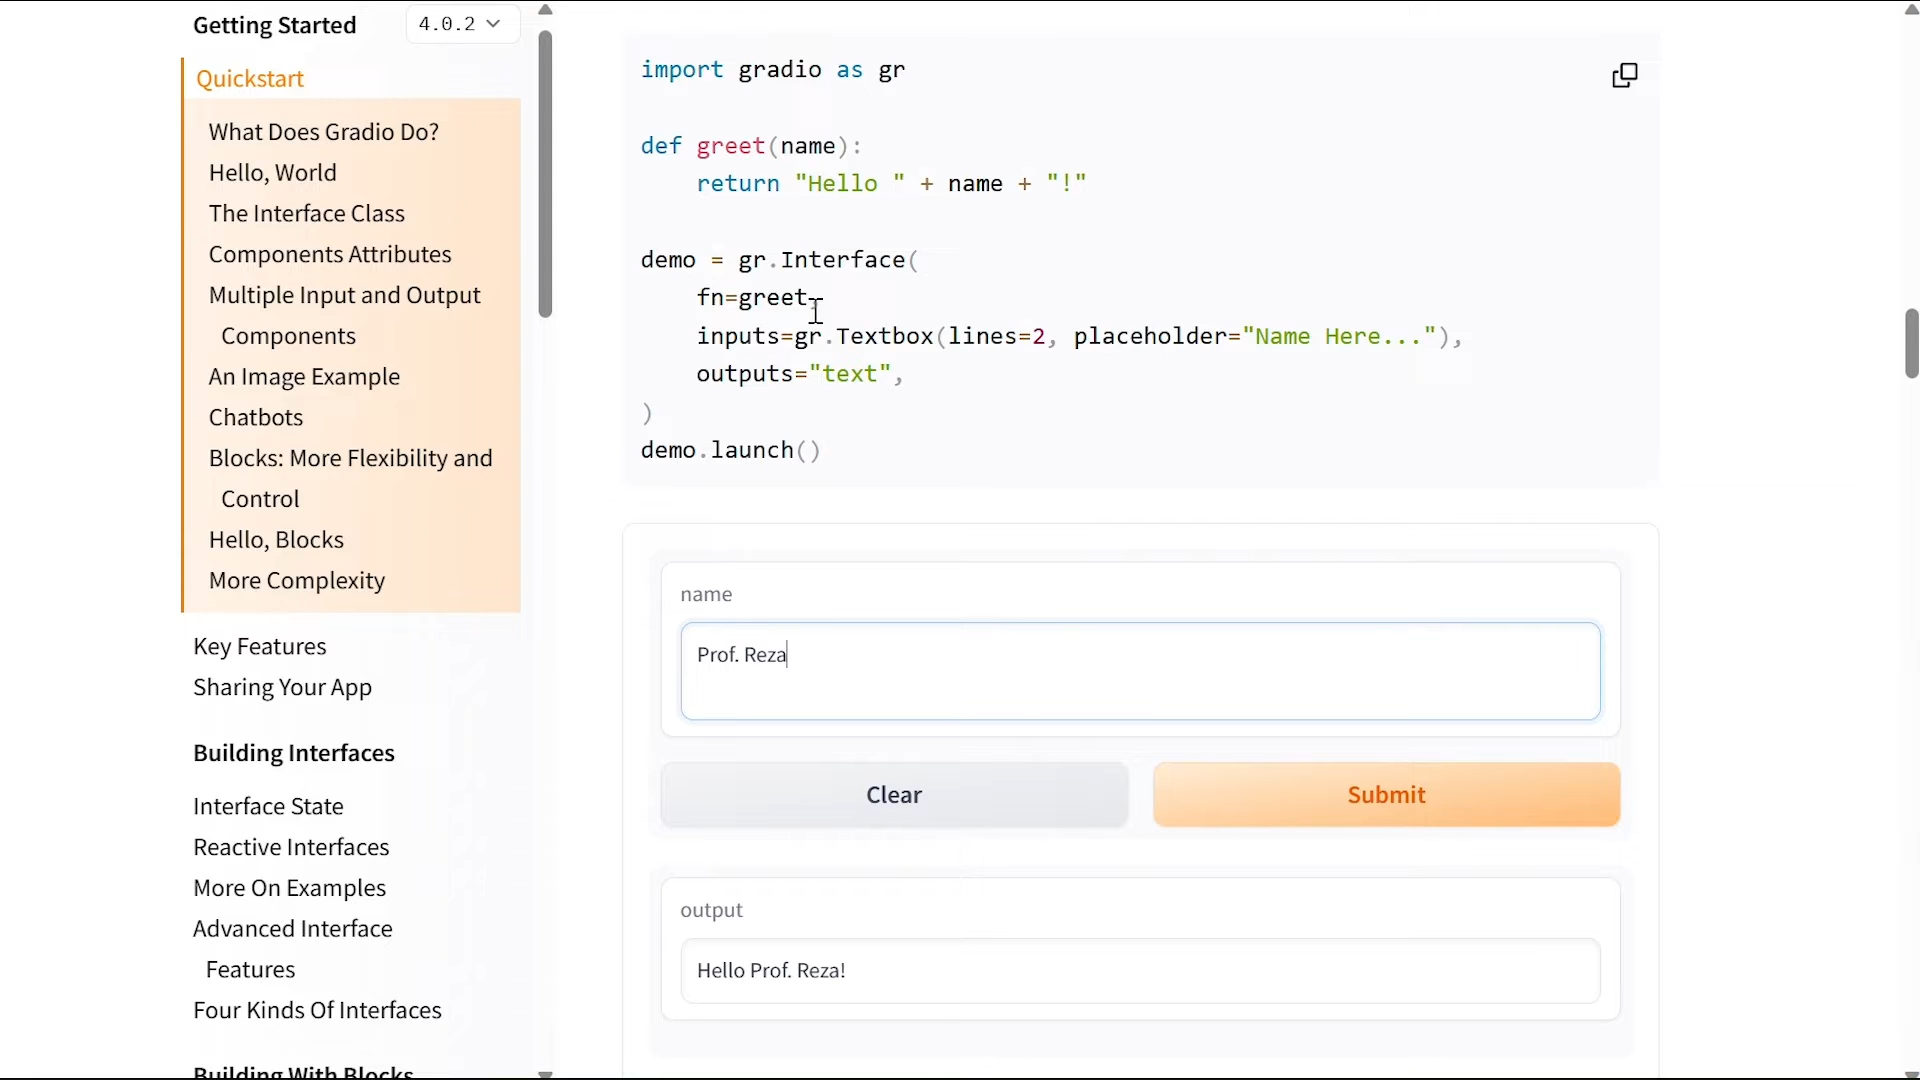 Getting Started
4.0.2
Quickstart
What Does Gradio Do?
Hello, World
The Interface Class
Components Attributes
Multiple Input and Output
Components
An Image Example
Chatbots
Blocks: More Flexibility and
Control
Hello, Blocks
More Complexity
Key Features
Sharing Your App
Building Interfaces
Interface State
Reactive Interfaces
More On Examples
Advanced Interface
Features
Four Kinds Of Interfaces
Building With Blocks
import gradio as gr
def greet(name):
    return "Hello " + name + "!"
demo = gr.Interface(
    fn=greet,
    inputs=gr.Textbox(lines=2, placeholder="Name Here..."),
    outputs="text",
)
demo.launch()
name
Prof. Reza
Clear
Submit
output
Hello Prof. Reza!